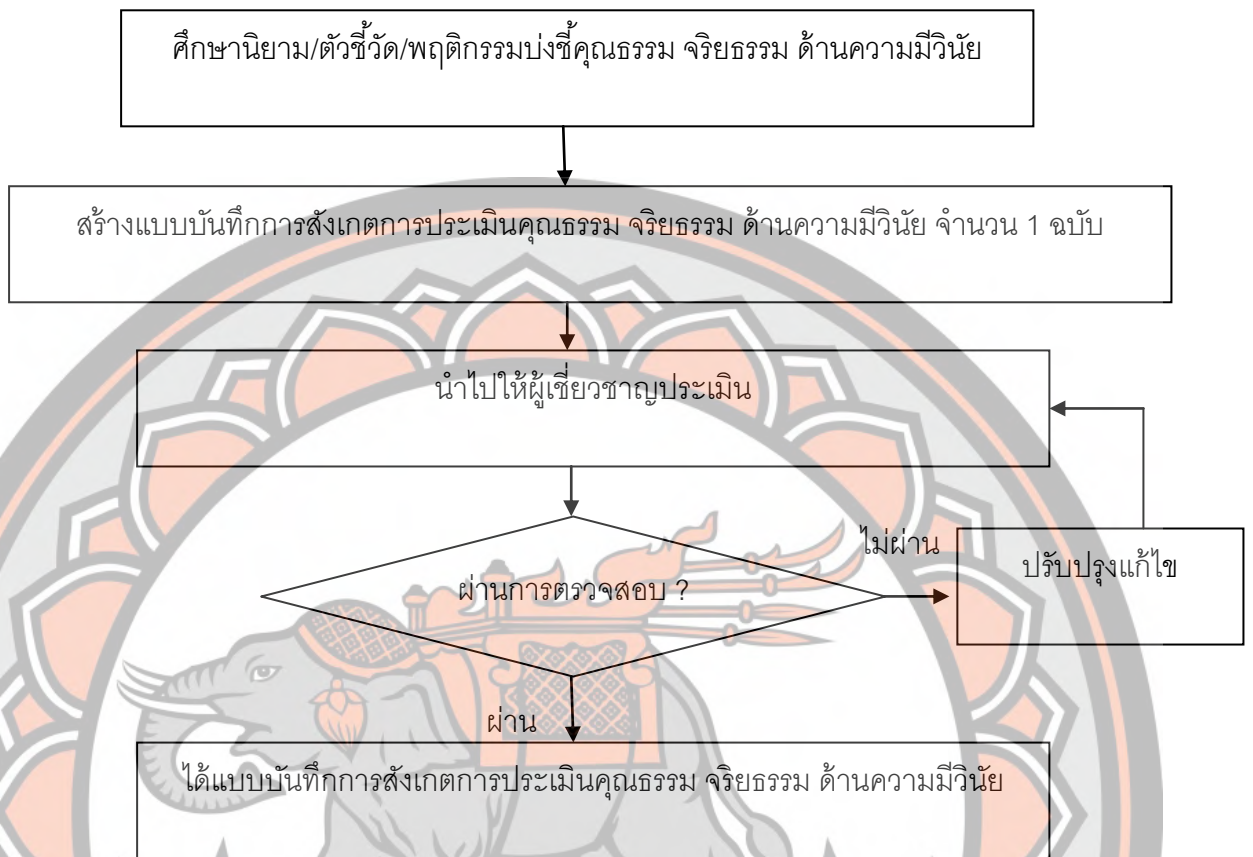 ศึกษานิยาม/ตัวชี้วัด/พฤติกรรมบ่งชี้คุณธรรม จริยธรรม ด้านความมีวินัย
สร้างแบบบันทึกการสังเกตการประเมินคุณธรรม จริยธรรม ด้านความมีวินัย จำนวน 1 ฉบับ
นำไปให้ผู้เชี่ยวชาญประเมิน
ไม่ผ่าน
ปรับปรุงแก้ไข
ผ่านการตรวจสอบ ?
ผ่าน
ได้แบบบันทึกการสังเกตการประเมินคุณธรรม จริยธรรม ด้านความมีวินัย